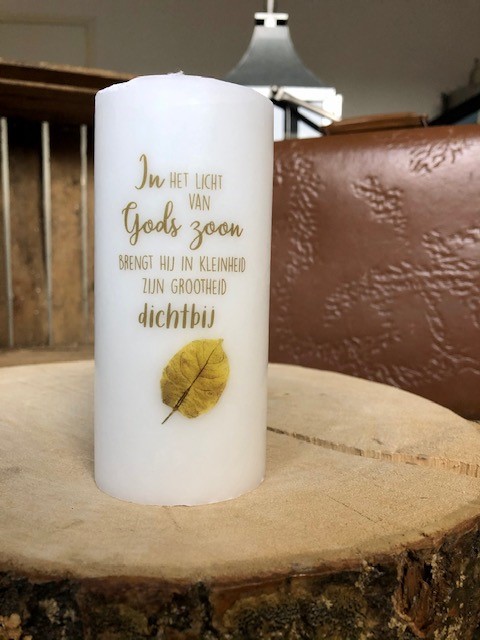 In HET LICHT
VAN
Gods zoon
BRENGT HIJ IN KLEINHEID
ZIJN GROOTHEID
dichtbij